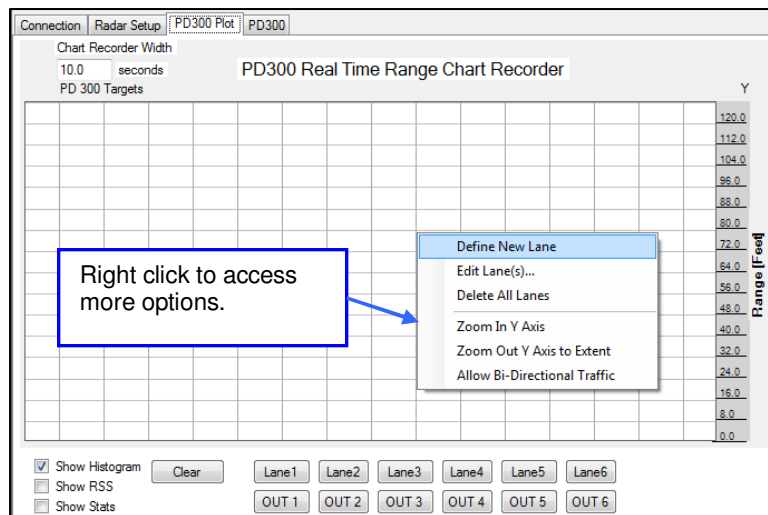 Connection Radar Setup PD300 Plot PD300
Chart Recorder Width
10.0 seconds
PD300 Real Time Range Chart Recorder
PD 300 Targets
Y
120.0
112.0
104.0
96.0
88.0
80.0
72.0
64.0
56.0
48.0
40.0
32.0
24.0
16.0
8.0
0.0
Range [Feet]
Right click to access
more options.
Define New Lane
Edit Lane(s)...
Delete All Lanes
Zoom In Y Axis
Zoom Out Y Axis to Extent
Allow Bi-Directional Traffic
Show Histogram Clear Lane1 Lane2 Lane3 Lane4 Lane5 Lane6
Show RSS
Show Stats OUT 1 OUT 2 OUT 3 OUT 4 OUT 5 OUT 6